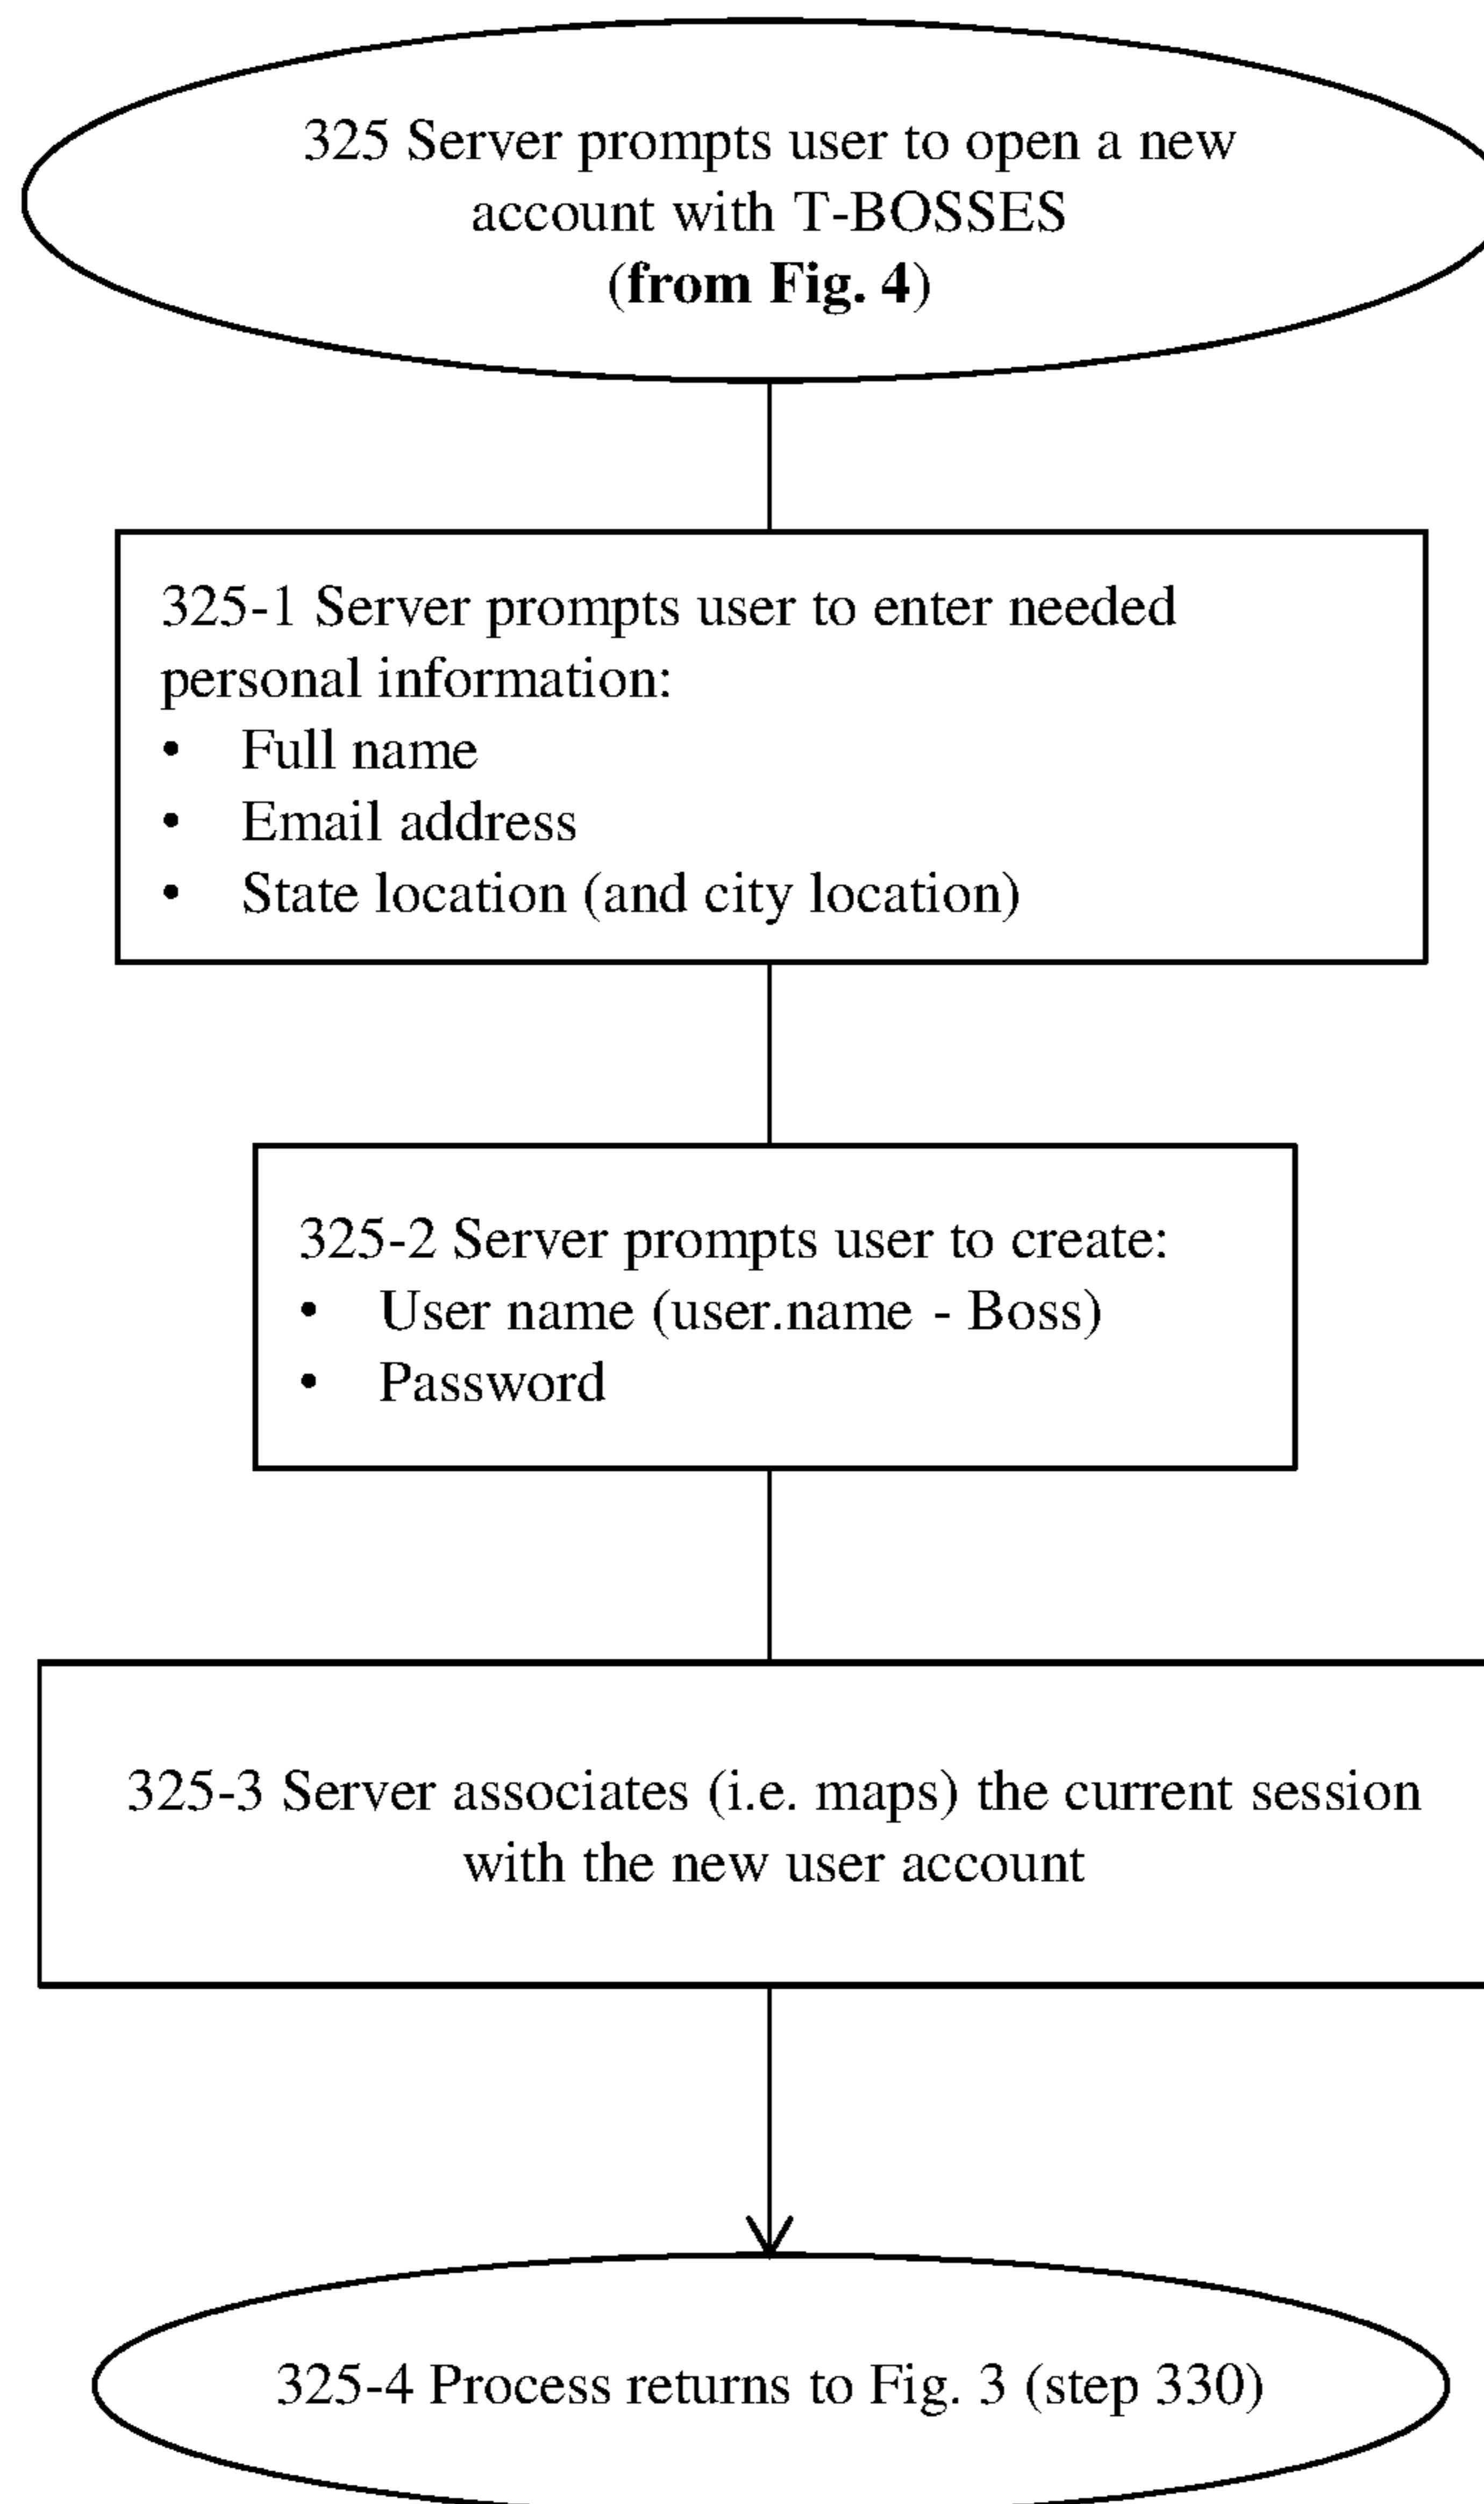 325 Server prompts user to open a new
account with T-BOSSES
(from Fig. 4)
325-1 Server prompts user to enter needed
personal information:
• Full name
• Email address
• State location (and city location)
325-2 Server prompts user to create:
• User name (user.name - Boss)
• Password
325-3 Server associates (i.e. maps) the current session
with the new user account
325-4 Process returns to Fig. 3 (step 330)